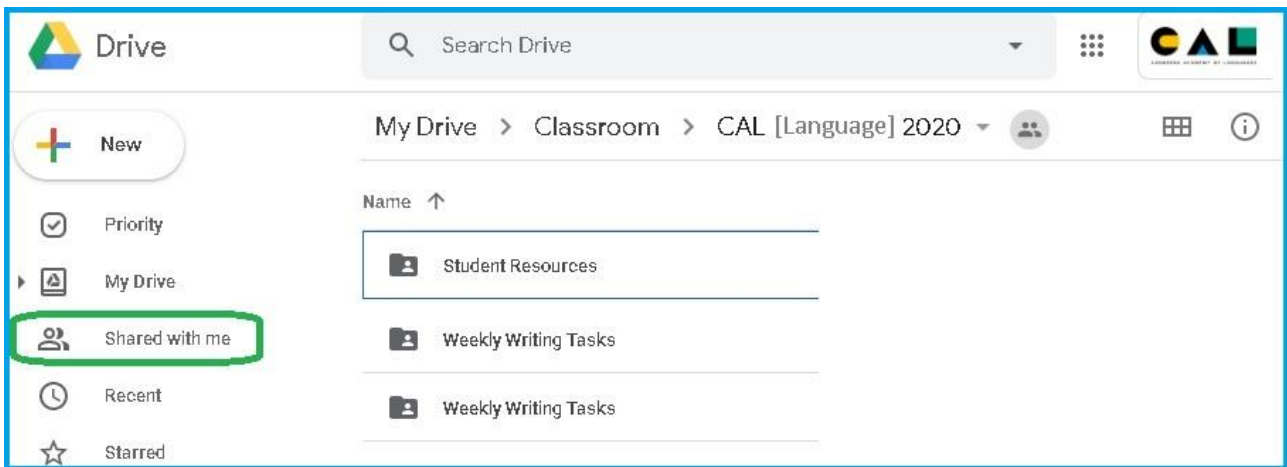 Drive
Search Drive
CAL
New
My Drive > Classroom > CAL [Language] 2020
Name
Priority
Student Resources
My Drive
Shared with me
Weekly Writing Tasks
Recent
Weekly Writing Tasks
Starred